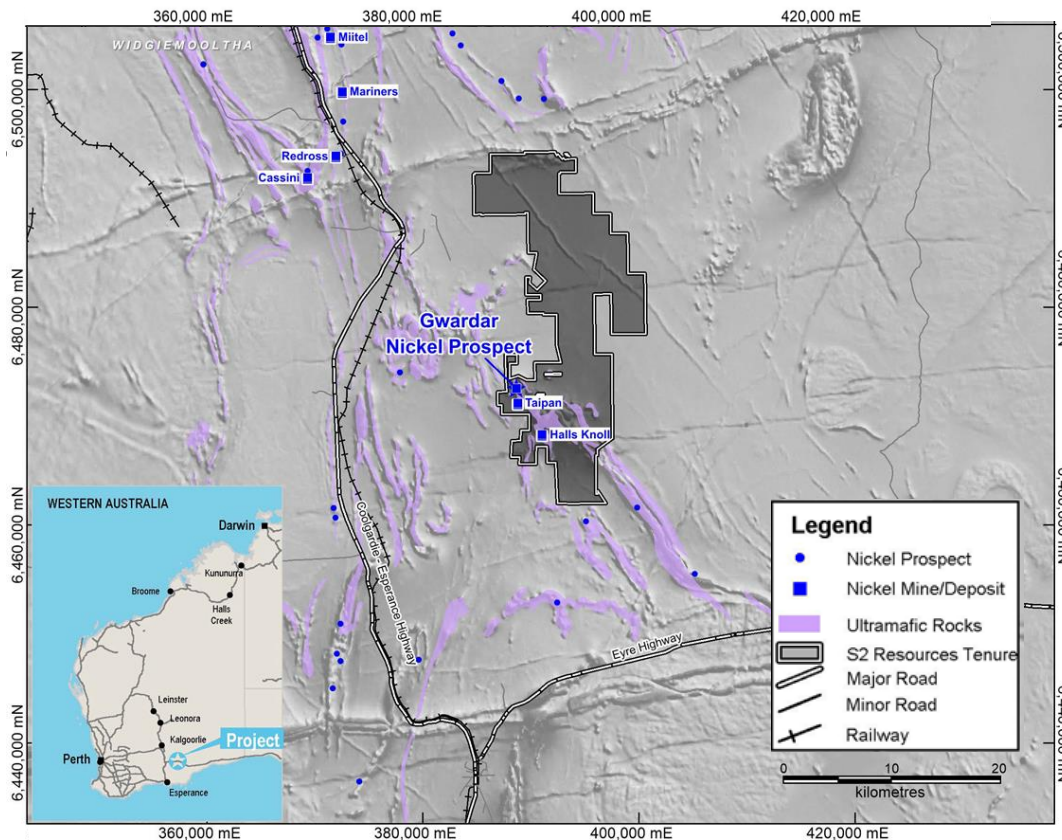 360,000 mE
380,000 mE
400,000 mE
420,000 mE
WIDGIEMOOLTHA
Miitel
Mariners
Redross
Cassini
6,500,000 mN
6,480,000 mN
6,460,000 mN
6,440,000 mN
Gwardar
Nickel Prospect
Taipan
Halls Knoll
Coolgardie - Esperance Highway
Eyre Highway
WESTERN AUSTRALIA
Darwin
Kununurra
Broome
Halls
Creek
Leinster
Leonora
Kalgoorlie
Project
Perth
Esperance
Legend
Nickel Prospect
Nickel Mine/Deposit
Ultramafic Rocks
S2 Resources Tenure
Major Road
Minor Road
Railway
0 10 20
kilometres
360,000 mE
380,000 mE
400,000 mE
420,000 mE